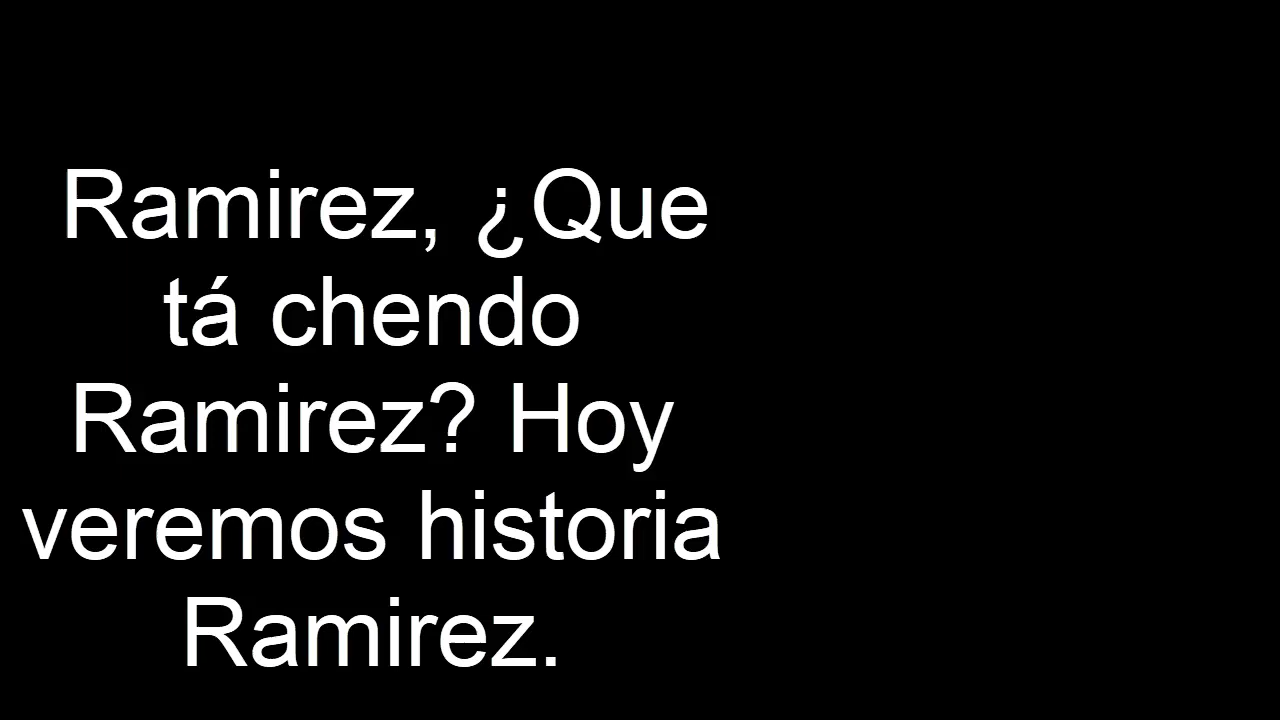 Ramirez, ¿Que
tá chendo
Ramirez? Hoy
veremos historia
Ramirez.